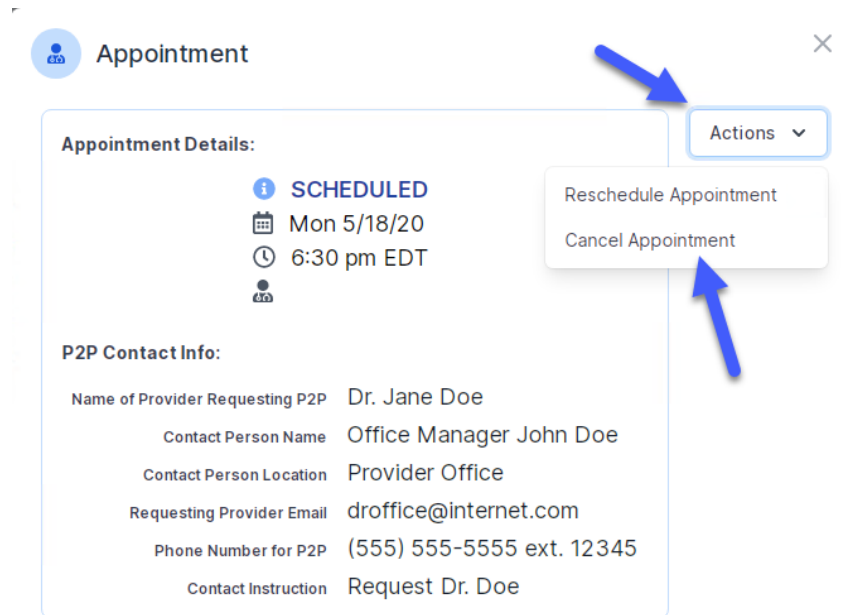 Appointment
Actions
Appointment Details:
SCHEDULED
Mon 5/18/20
6:30 pm EDT
Reschedule Appointment
Cancel Appointment
P2P Contact Info:
Name of Provider Requesting P2P Dr. Jane Doe
Contact Person Name Office Manager John Doe
Contact Person Location Provider Office
Requesting Provider Email droffice@internet.com
Phone Number for P2P (555) 555-5555 ext. 12345
Contact Instruction Request Dr. Doe